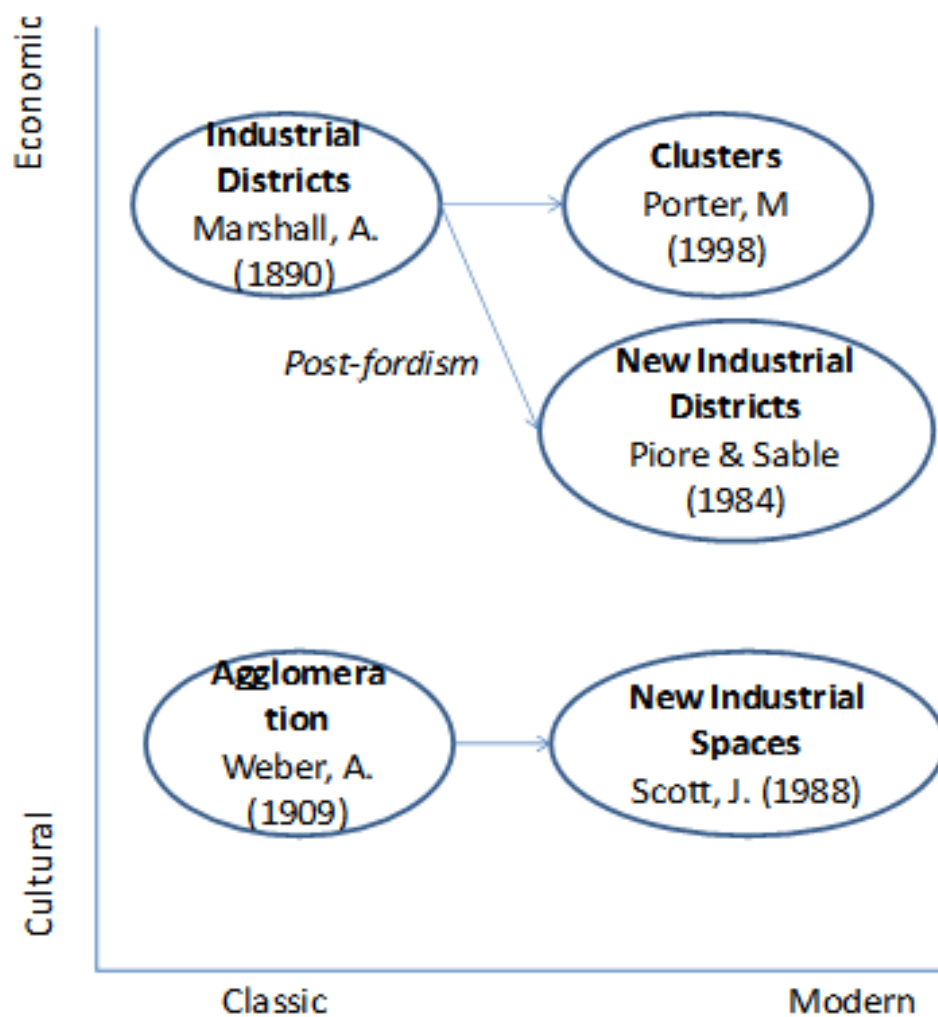 Economic
Industrial
Districts
Marshall, A.
(1890)
Clusters
Porter, M
(1998)
Post-fordism
New Industrial
Districts
Piore & Sable
(1984)
Agglomera
tion
Weber, A.
(1909)
New Industrial
Spaces
Scott, J. (1988)
Cultural
Classic
Modern